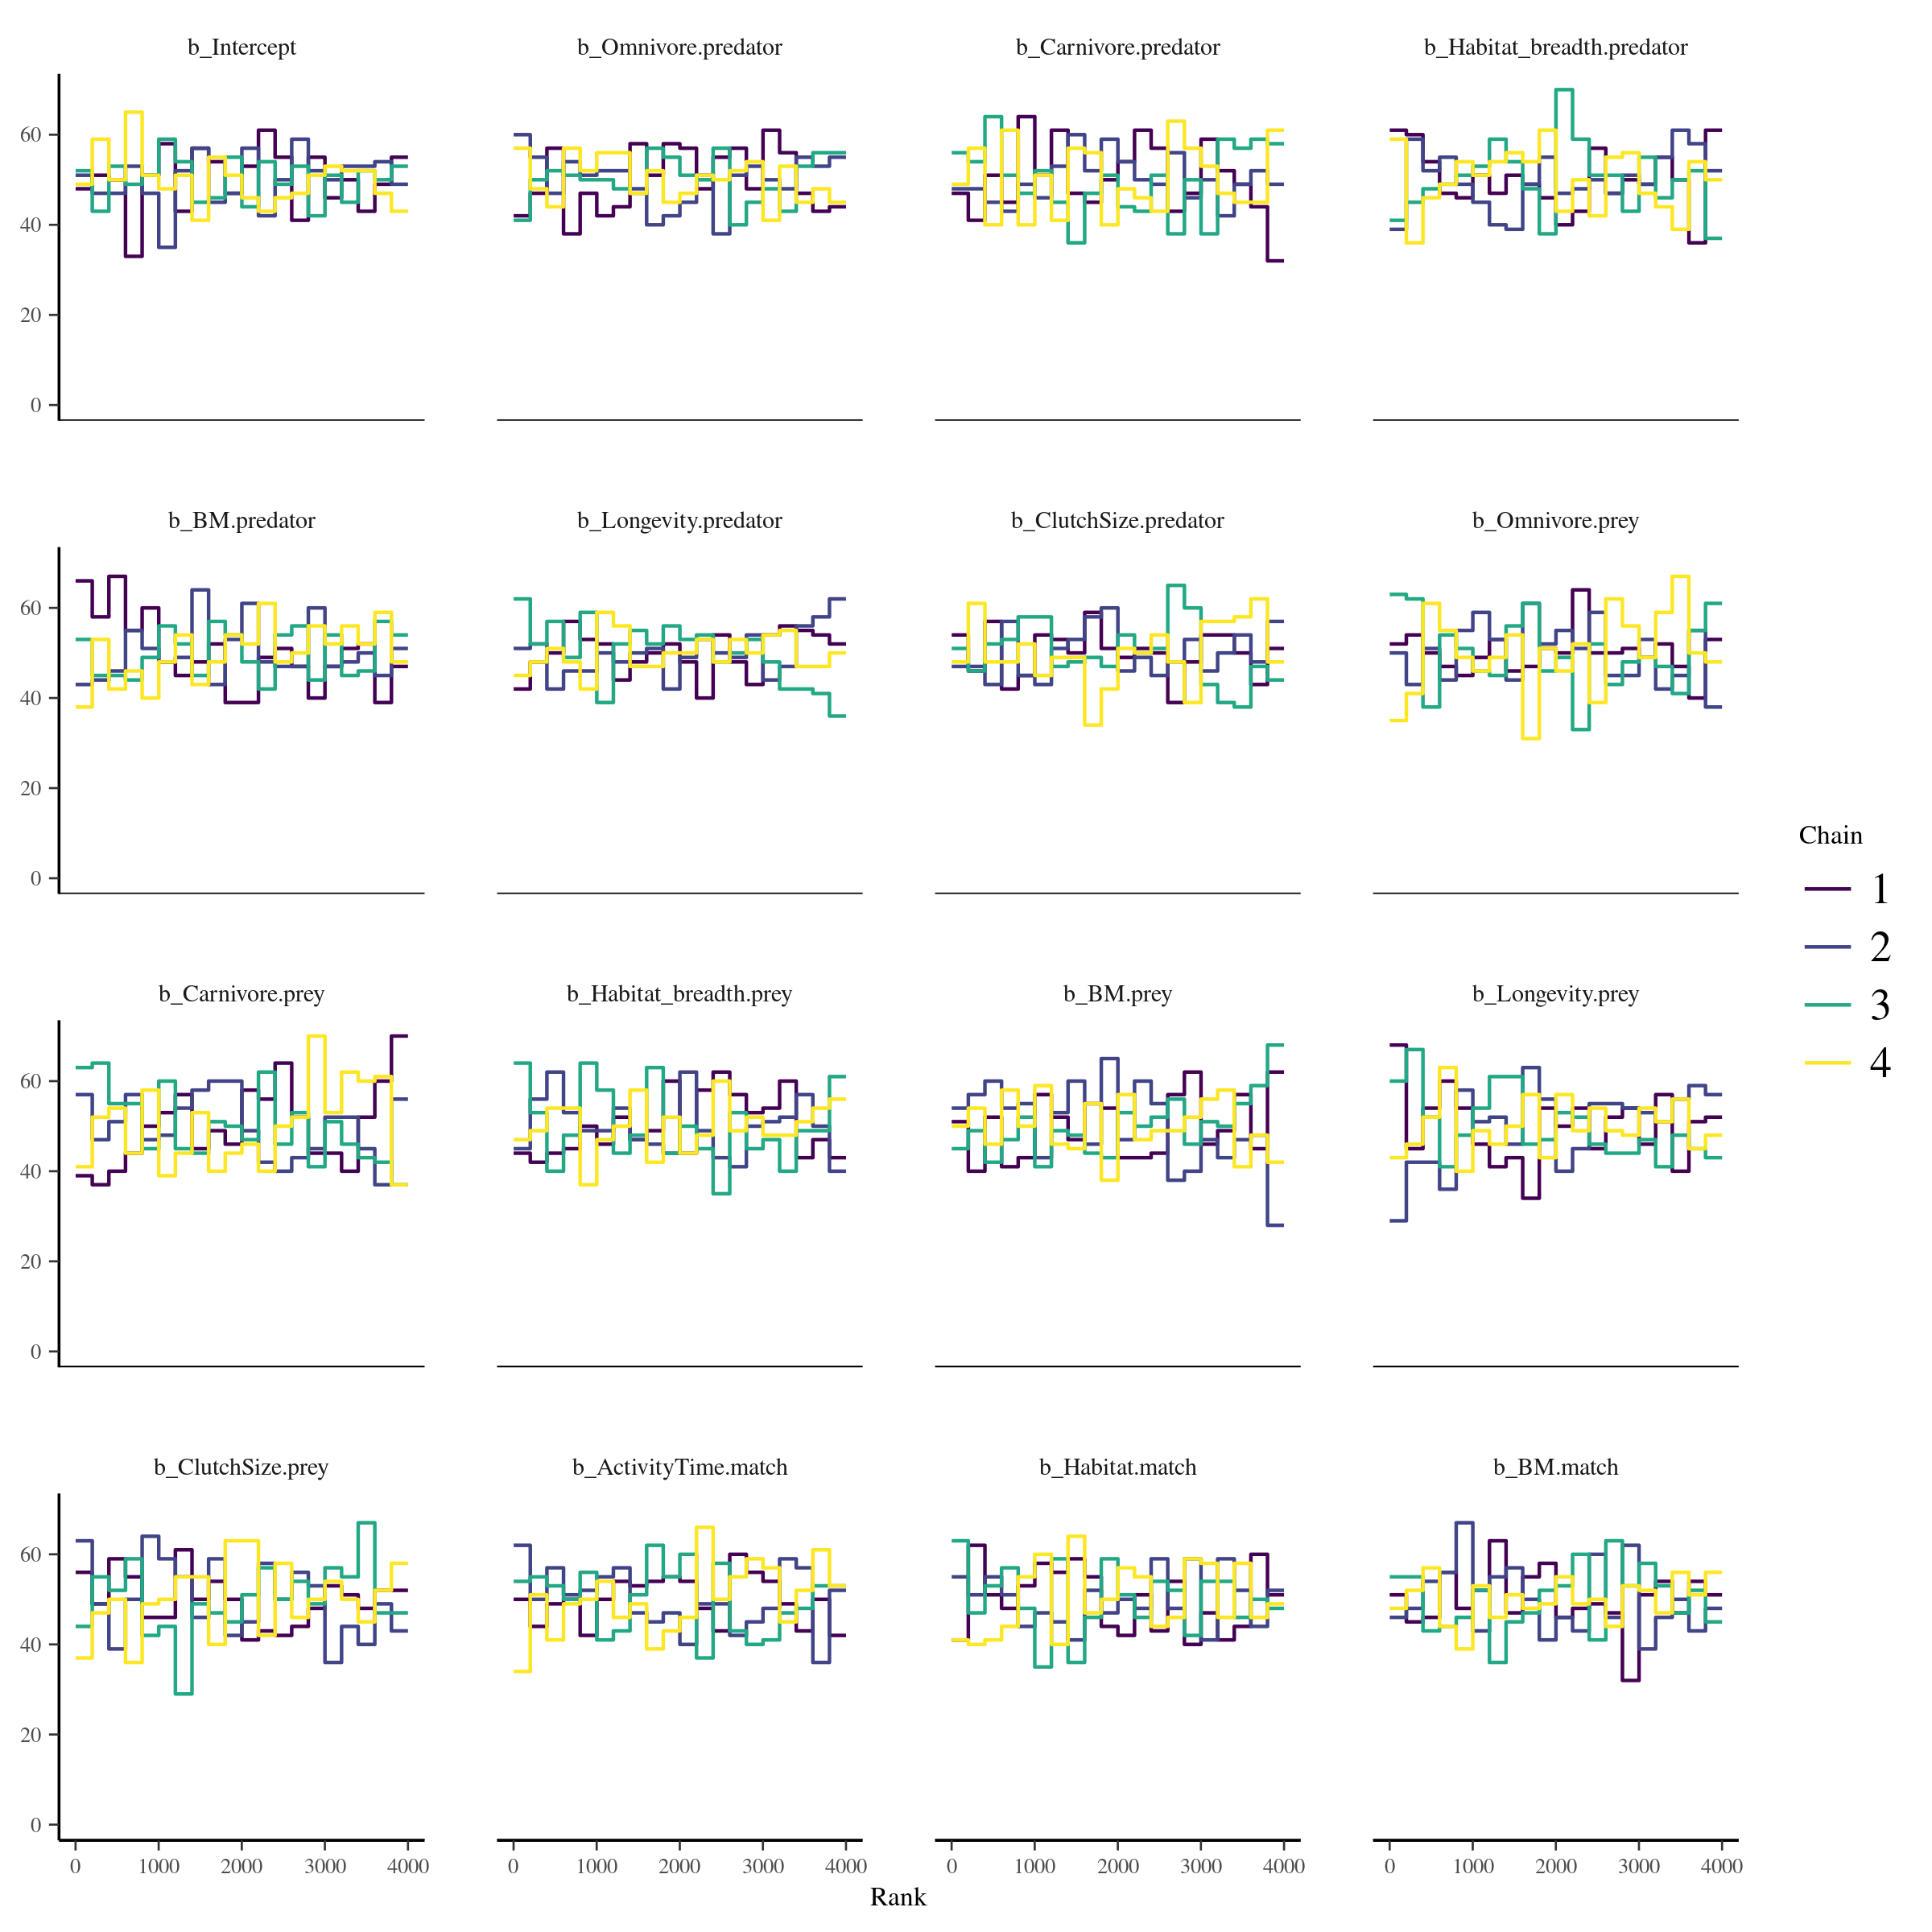 b_Intercept b_Omnivore.predator b_Carnivore.predator b_Habitat_breadth.predator
60
40
20
0
b_BM.predator b_Longevity.predator b_ClutchSize.predator b_Omnivore.prey
60
40
20
0
Chain
1
2
3
4
b_Carnivore.prey b_Habitat_breadth.prey b_BM.prey b_Longevity.prey
60
40
20
0
b_ClutchSize.prey b_ActivityTime.match b_Habitat.match b_BM.match
60
40
20
0
0 1000 2000 3000 4000 0 1000 2000 3000 4000 0 1000 2000 3000 4000 0 1000 2000 3000 4000
Rank